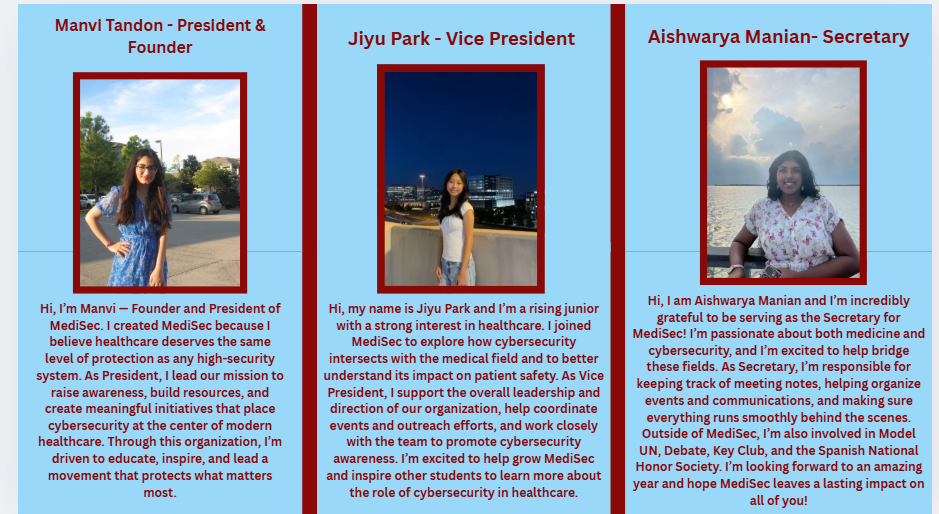 Manvi Tandon - President &
Founder
Hi, I'm Manvi — Founder and President of
MediSec. I created MediSec because I
believe healthcare deserves the same
level of protection as any high-security
system. As President, I lead our mission to
raise awareness, build resources, and
create meaningful initiatives that place
cybersecurity at the center of modern
healthcare. Through this organization, I'm
driven to educate, inspire, and lead a
movement that protects what matters
most.
Jiyu Park - Vice President
Hi, my name is Jiyu Park and I'm a rising junior
with a strong interest in healthcare. I joined
MediSec to explore how cybersecurity
intersects with the medical field and to better
understand its impact on patient safety. As Vice
President, I support the overall leadership and
direction of our organization, help coordinate
events and outreach efforts, and work closely
with the team to promote cybersecurity
awareness. I'm excited to help grow MediSec
and inspire other students to learn more about
the role of cybersecurity in healthcare.
Aishwarya Manian- Secretary
Hi, I am Aishwarya Manian and I'm incredibly
grateful to be serving as the Secretary for
MediSec! I'm passionate about both medicine and
cybersecurity, and I'm excited to help bridge
these fields. As Secretary, I'm responsible for
keeping track of meeting notes, helping organize
events and communications, and making sure
everything runs smoothly behind the scenes.
Outside of MediSec, I'm also involved in Model
UN, Debate, Key Club, and the Spanish National
Honor Society. I'm looking forward to an amazing
year and hope MediSec leaves a lasting impact on
all of you!